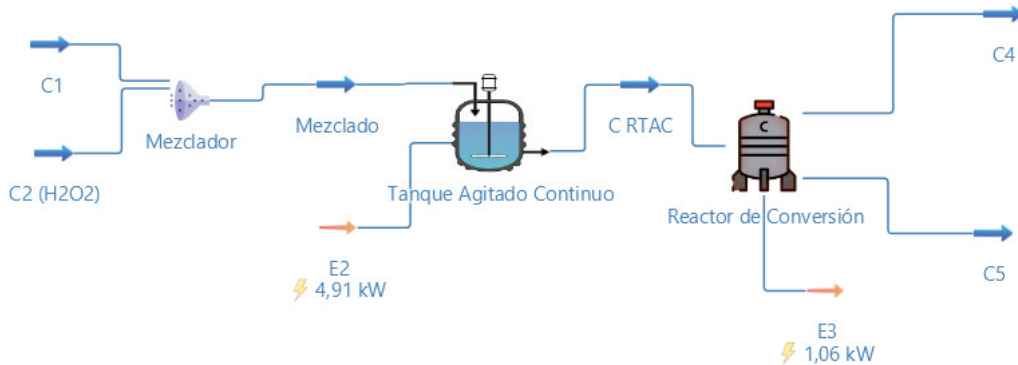 C1
C2 (H2O2)
Mezclador
Mezclado
Tanque Agitado Continuo
E2
4,91 kW
C RTAC
C
Reactor de Conversión
E3
1,06 kW
C4
C5